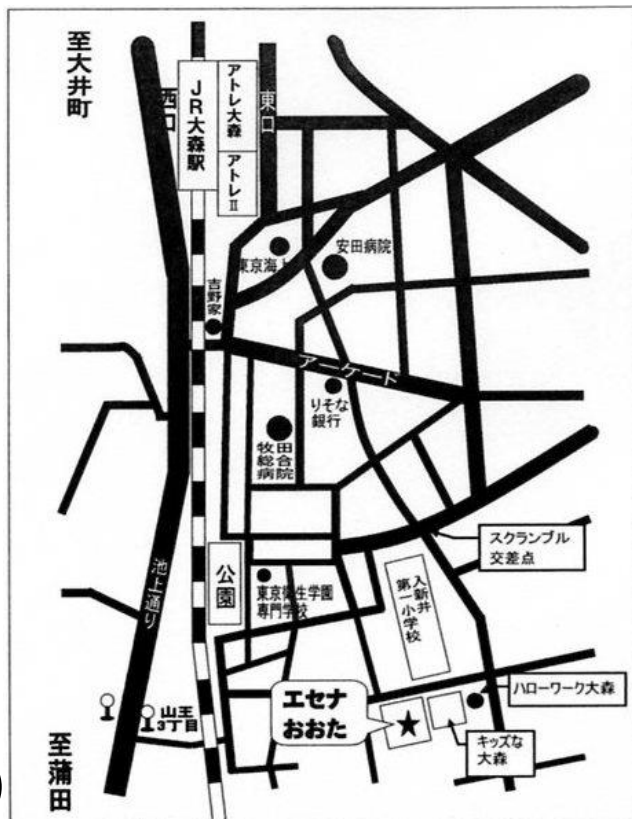 至大井町
西口
JR大森駅
アトレ大森
アトレⅡ
東口
東京海上
安田病院
吉野家
アーケード
りそな
銀行
牧田
総合
病院
スクランブル
交差点
公園
東京衛生学園
専門学校
入新井
第一小学校
池上通り
ハローワーク大森
エセナ
おおた
キッズな
大森
山王
3丁目
至蒲田